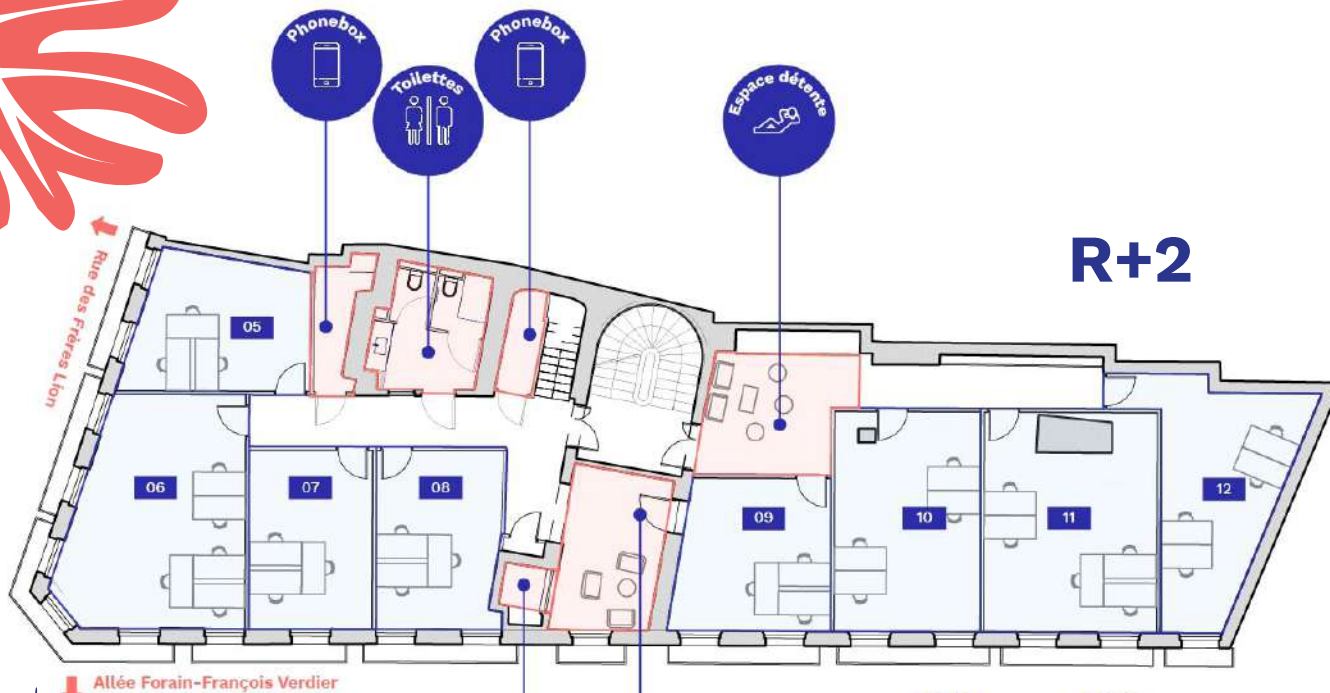 Phonebox
Phonebox
Toilettes
Espace détente
R+2
Rue des Frères Lion
05
06
07
08
09
10
11
12
Allée Forain-François Verdier